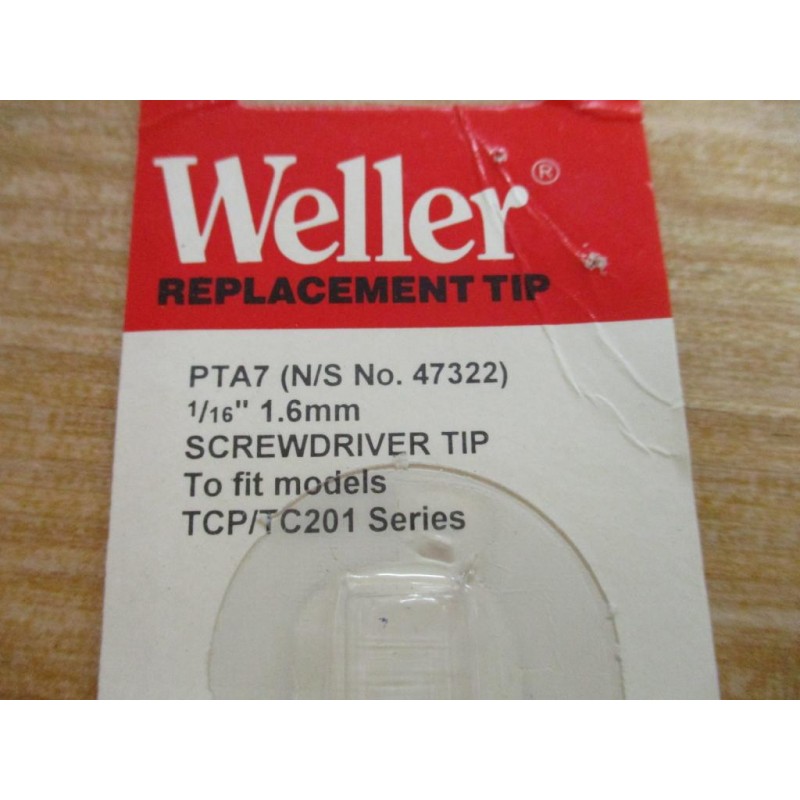 Weller®
REPLACEMENT TIP
PTA7 (N/S No. 47322)
1/16" 1.6mm
SCREWDRIVER TIP
To fit models
TCP/TC201 Series